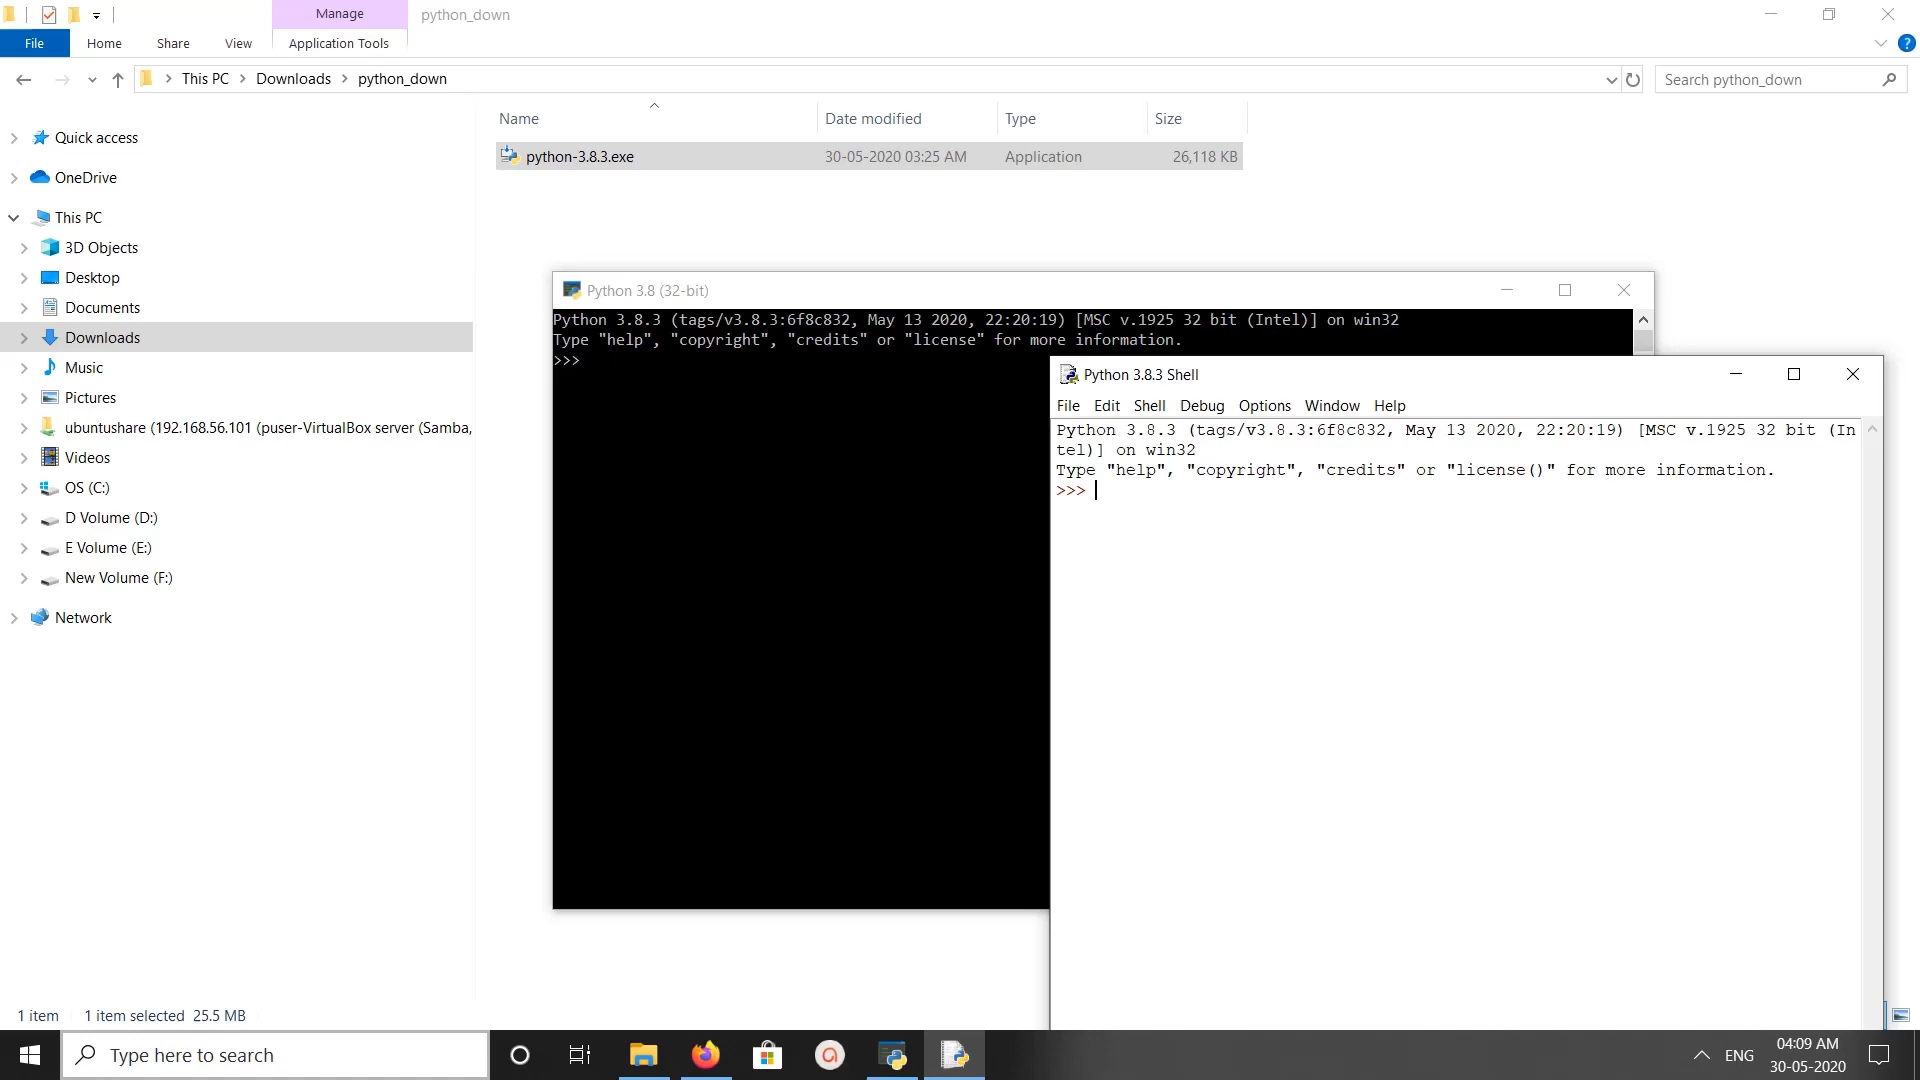 Manage
python_down
File
Home
Share
View
Application Tools
This PC
Downloads
python_down
Search python_down
Name
Date modified
Type
Size
python-3.8.3.exe
30-05-2020 03:25 AM
Application
26,118 KB
Quick access
OneDrive
This PC
3D Objects
Desktop
Documents
Downloads
Music
Pictures
ubuntushare (192.168.56.101 (puser-VirtualBox server (Samba,
Videos
OS (C:)
D Volume (D:)
E Volume (E:)
New Volume (F:)
Network
Python 3.8 (32-bit)
Python 3.8.3 (tags/v3.8.3:6f8c832, May 13 2020, 22:20:19) [MSC v.1925 32 bit (Intel)] on win32
Type "help", "copyright", "credits" or "license" for more information.
>>>
Python 3.8.3 Shell
File Edit Shell Debug Options Window Help
Python 3.8.3 (tags/v3.8.3:6f8c832, May 13 2020, 22:20:19) [MSC v.1925 32 bit (In
tel)] on win32
Type "help", "copyright", "credits" or "license()" for more information.
>>>
1 item
1 item selected 25.5 MB
Type here to search
ENG
04:09 AM
30-05-2020